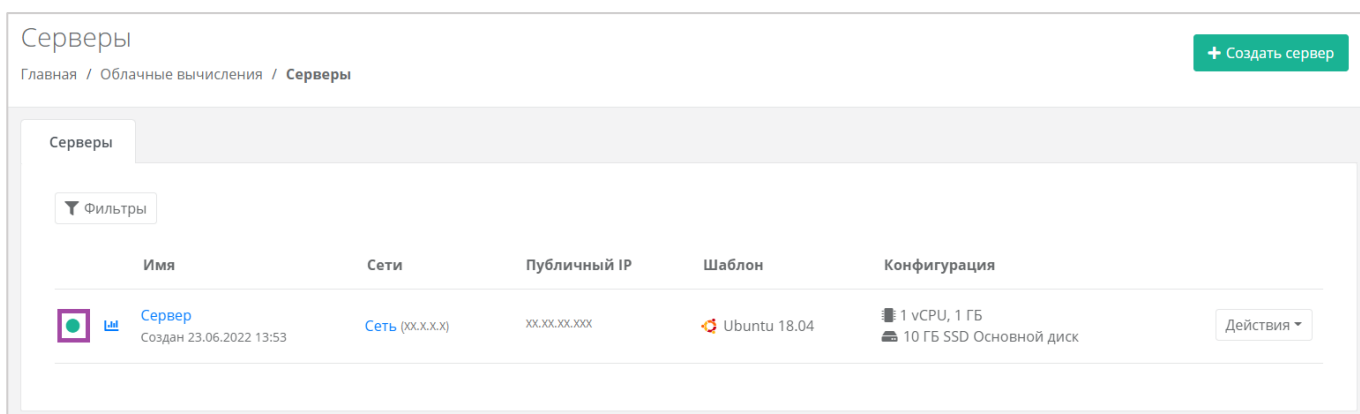 Серверы
+ Создать сервер
Главная / Облачные вычисления / Серверы
Серверы
Фильтры
Имя Сети Публичный IP Шаблон Конфигурация
Сервер
Создан 23.06.2022 13:53
Сеть (XX.X.X.X)
XX.XX.XX.XXX
Ubuntu 18.04
1 vCPU, 1 ГБ
10 ГБ SSD Основной диск
Действия